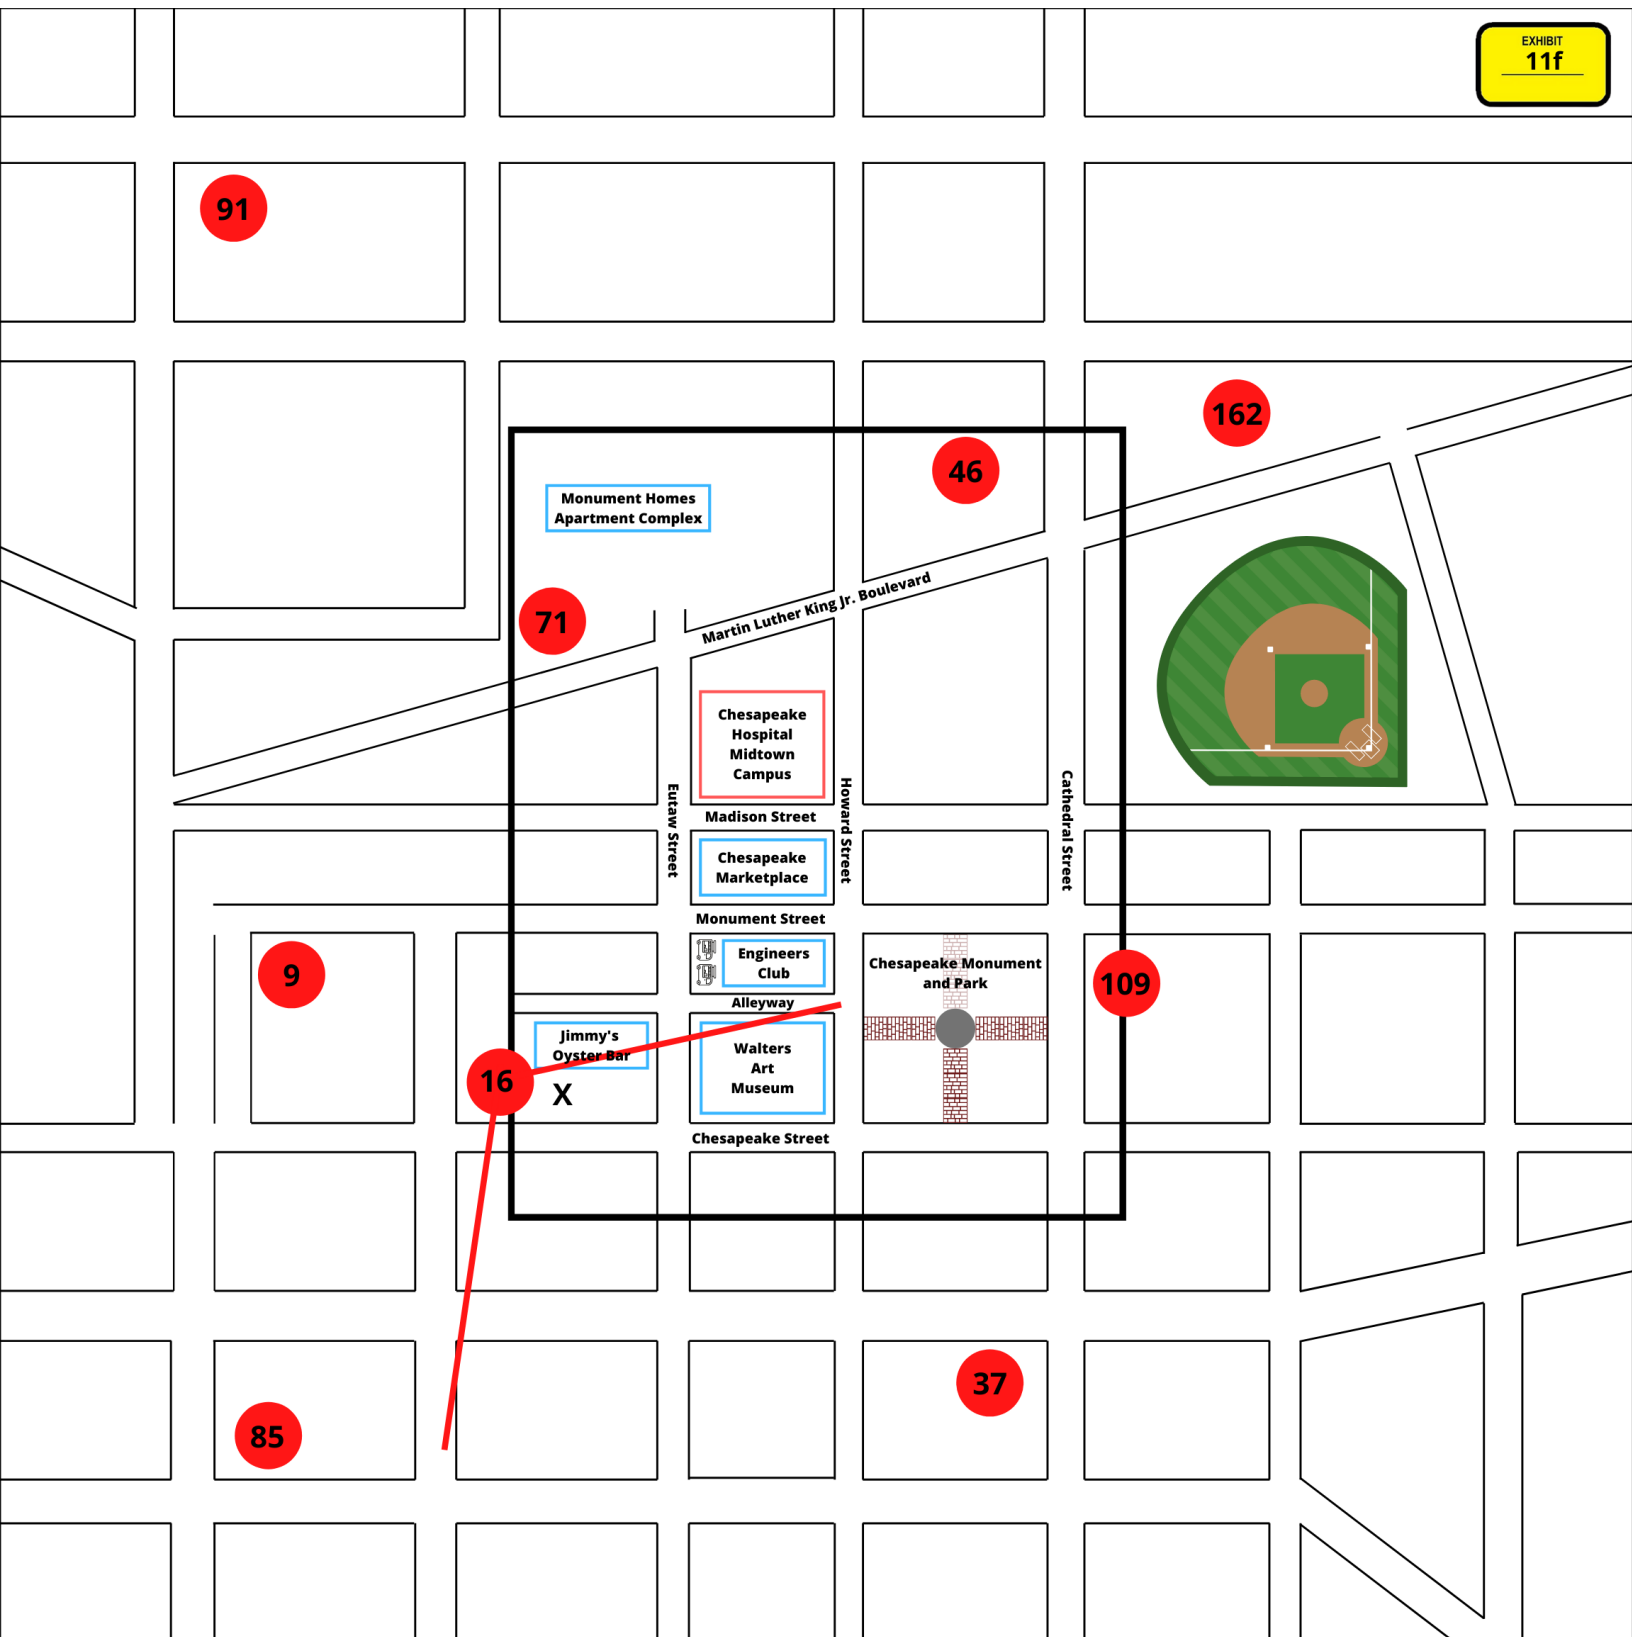 EXHIBIT
11f
91
162
46
Monument Homes
Apartment Complex
71
Martin Luther King Jr. Boulevard
Chesapeake
Hospital
Midtown
Campus
Eutaw Street
Howard Street
Cathedral Street
Madison Street
Chesapeake
Marketplace
Monument Street
9
Engineers
Club
Chesapeake Monument
and Park
109
Alleyway
Jimmy's
Oyster Bar
16
X
Walters
Art
Museum
Chesapeake Street
37
85